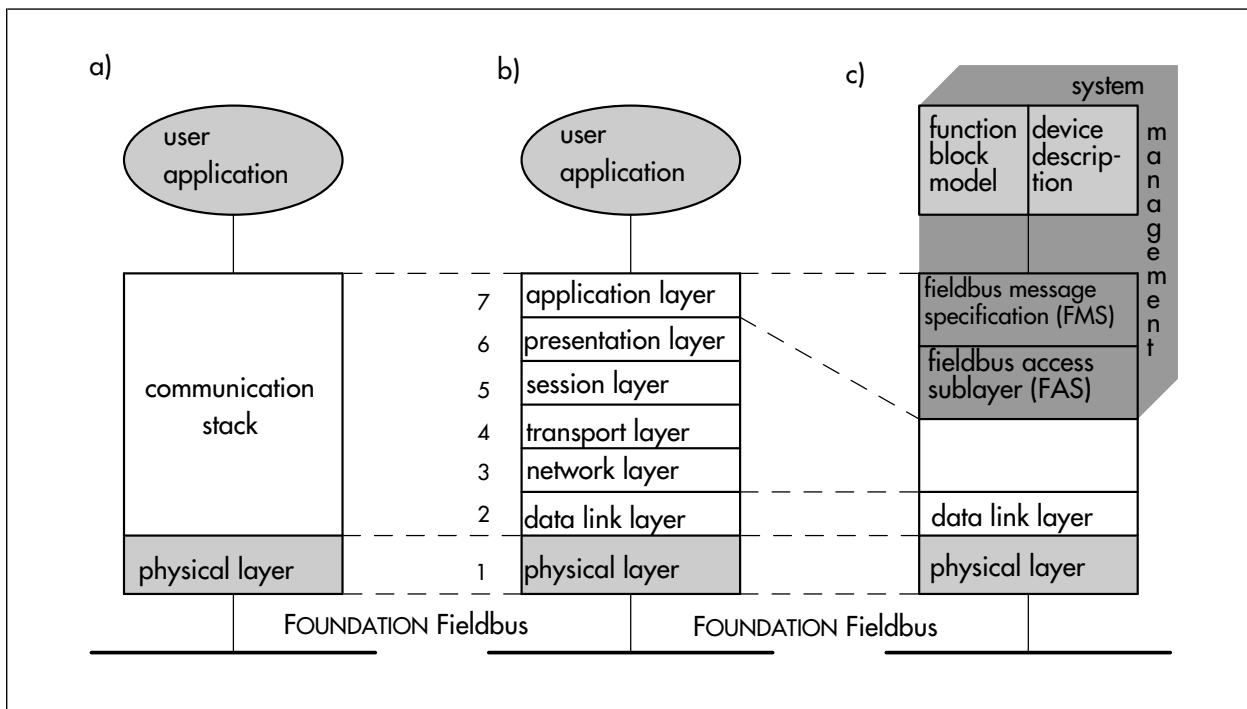 a)
user
application
communication
stack
physical layer
b)
user
application
7 application layer
6 presentation layer
5 session layer
4 transport layer
3 network layer
2 data link layer
1 physical layer
c)
system
management
function
block
model
device
descrip-
tion
fieldbus message
specification (FMS)
fieldbus access
sublayer (FAS)
data link layer
physical layer
FOUNDATION Fieldbus
FOUNDATION Fieldbus